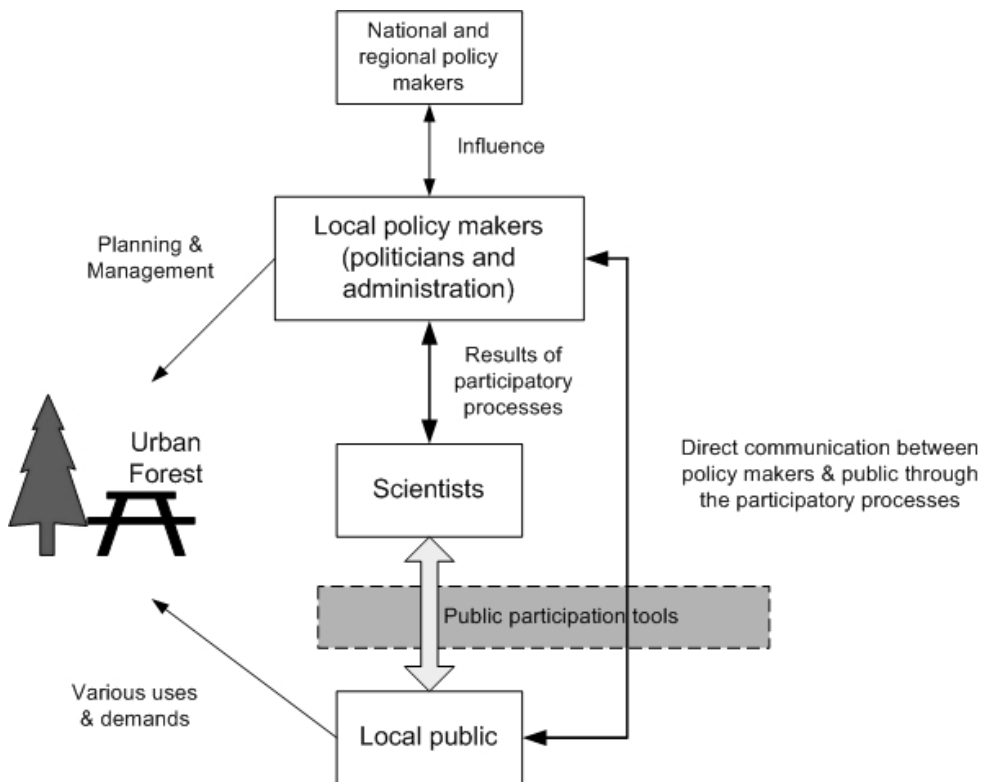 National and
regional policy
makers
Influence
Local policy makers
(politicians and
administration)
Planning &
Management
Results of
participatory
processes
Urban
Forest
Scientists
Direct communication between
policy makers & public through
the participatory processes
Public participation tools
Various uses
& demands
Local public